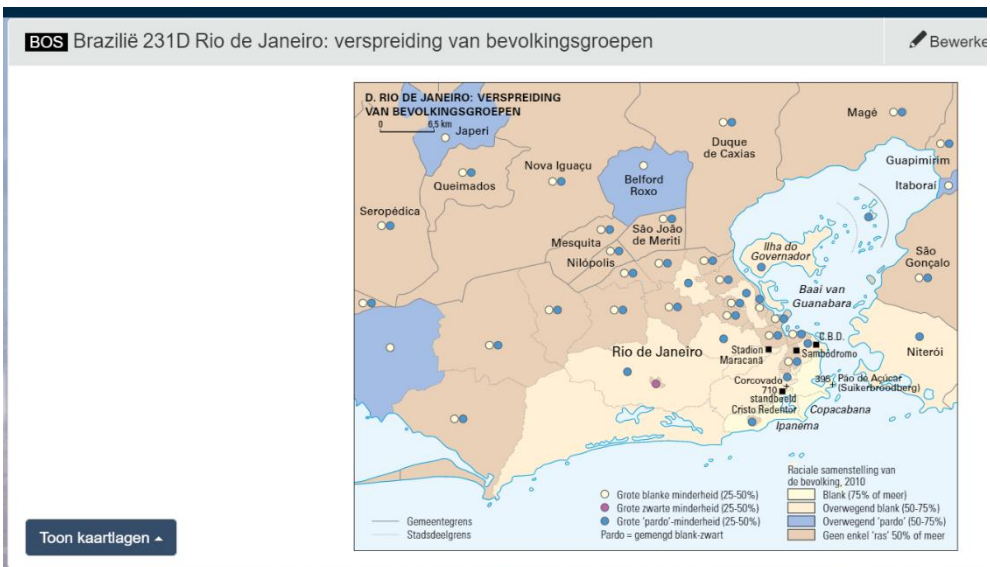 BOS Brazilië 231D Rio de Janeiro: verspreiding van bevolkingsgroepen
Bewerke
D. RIO DE JANEIRO: VERSPREIDING
VAN BEVOLKINGSGROEPEN
0 6,5 km
Japeri
Magé
Duque
de Caxias
Guapimirim
Nova Iguaçu
Queimados
Belford
Roxo
Itaboraí
Seropédica
São João
de Meriti
Mesquita
Nilópolis
Ilha do
Governador
São
Gonçalo
Baai van
Guanabara
C.B.D.
Rio de Janeiro
Stadion
Maracanã
Sambódromo
Niterói
Corcovado
710
395
Pão de Açúcar
(Suikerbroodberg)
standbeeld
Cristo Redentor
Copacabana
Ipanema
Raciale samenstelling van
de bevolking, 2010
Grote blanke minderheid (25-50%)
Blank (75% of meer)
Grote zwarte minderheid (25-50%)
Overwegend blank (50-75%)
Gemeentegrens
Grote 'pardo'-minderheid (25-50%)
Overwegend 'pardo' (50-75%)
Stadsdeelgrens
Pardo = gemengd blank-zwart
Geen enkel 'ras' 50% of meer
Toon kaartlagen